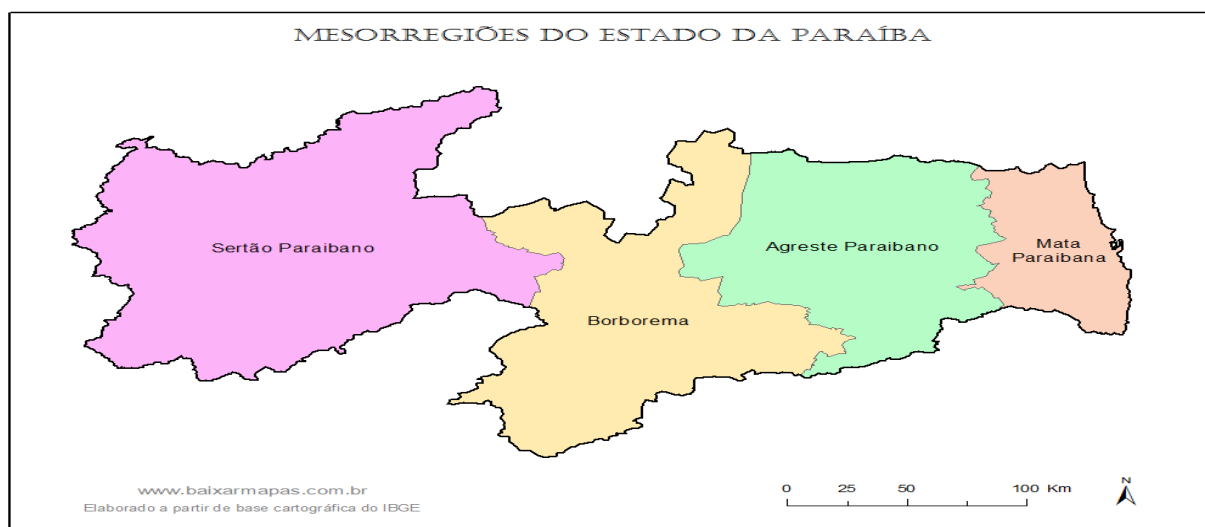 MESORREGIÕES DO ESTADO DA PARAÍBA
Sertão Paraibano
Agreste Paraibano
Mata
Paraibana
Borborema
www.baixarmapas.com.br
Elaborado a partir de base cartográfica do IBGE
0 25 50 100 Km
N